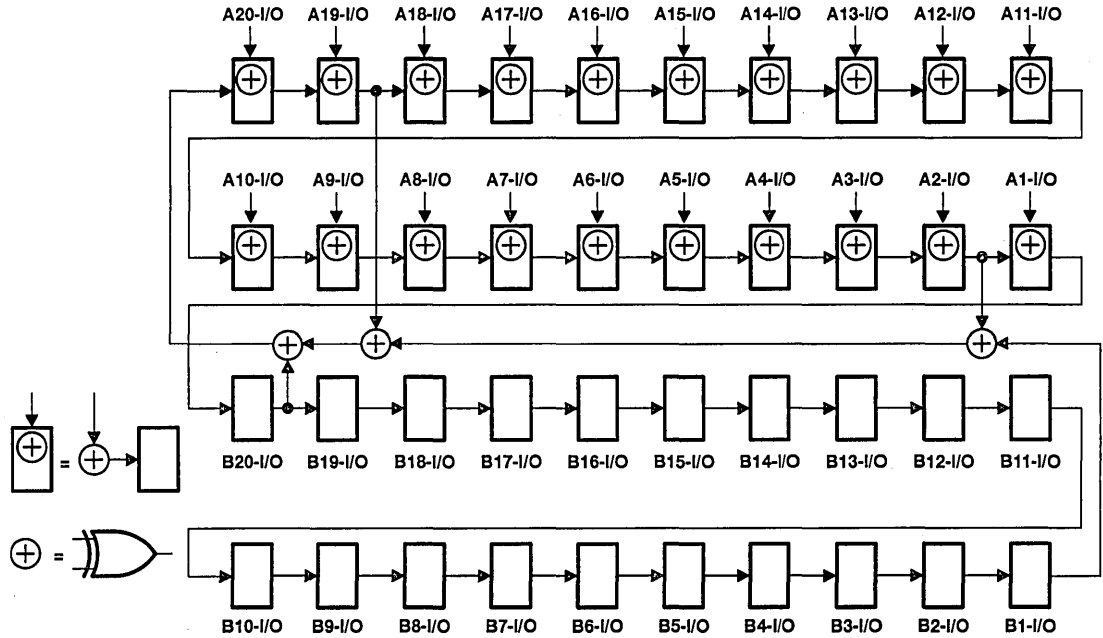 A20-I/O A19-I/O A18-I/O A17-I/O A16-I/O A15-I/O A14-I/O A13-I/O A12-I/O A11-I/O
A10-I/O A9-I/O A8-I/O A7-I/O A6-I/O A5-I/O A4-I/O A3-I/O A2-I/O A1-I/O
B20-I/O B19-I/O B18-I/O B17-I/O B16-I/O B15-I/O B14-I/O B13-I/O B12-I/O B11-I/O
=
=
B10-I/O B9-I/O B8-I/O B7-I/O B6-I/O B5-I/O B4-I/O B3-I/O B2-I/O B1-I/O